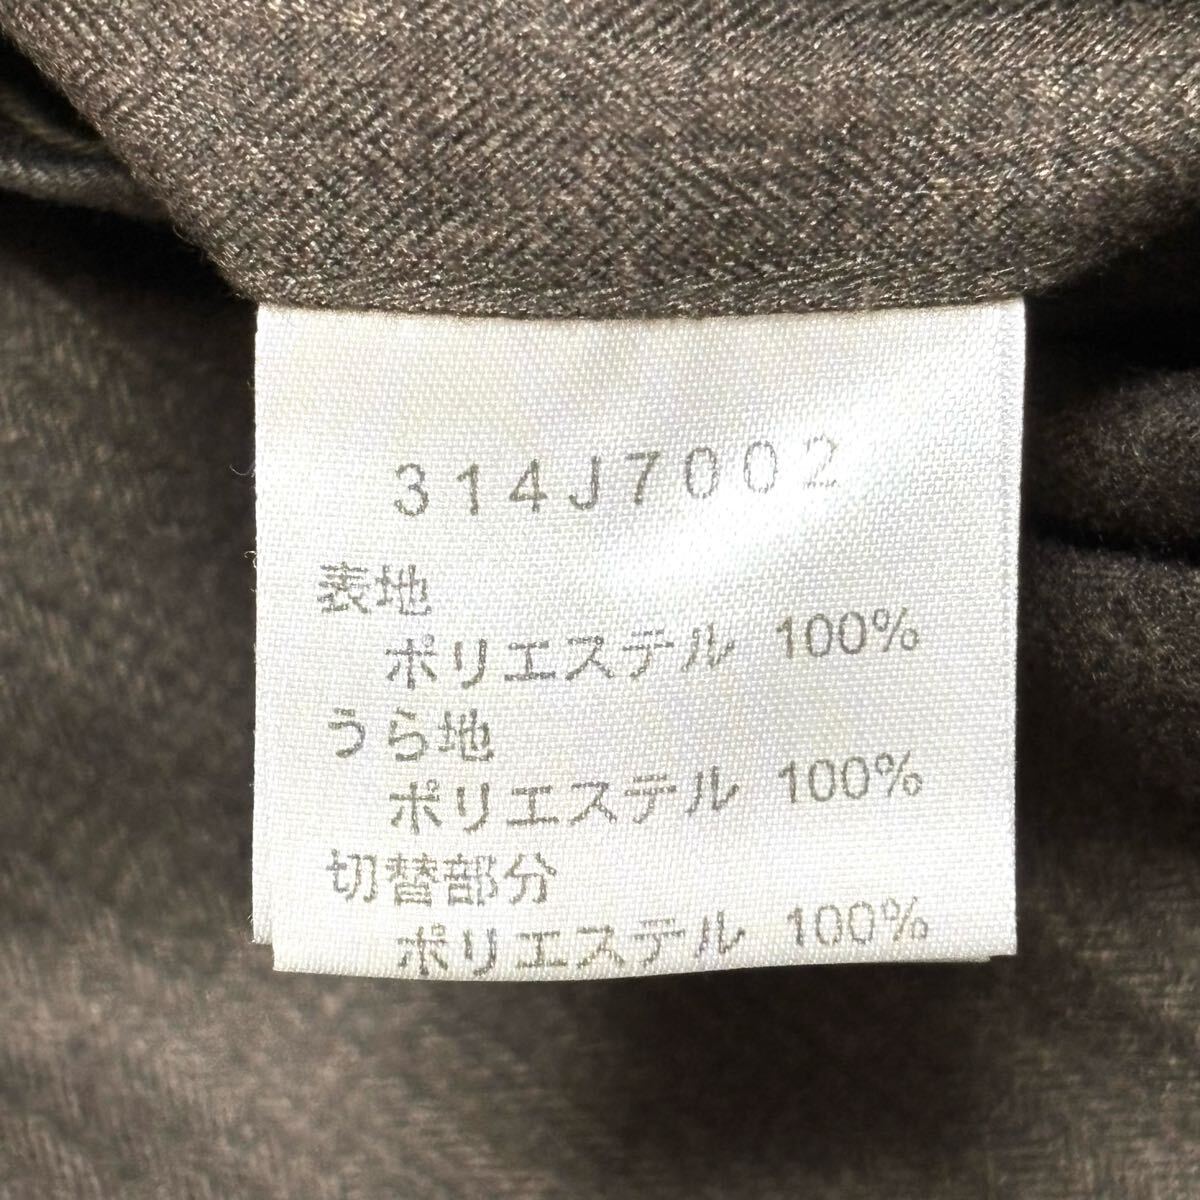 314J7002
表地
ポリエステル 100%
うら地
ポリエステル 100%
切替部分
ポリエステル 100%